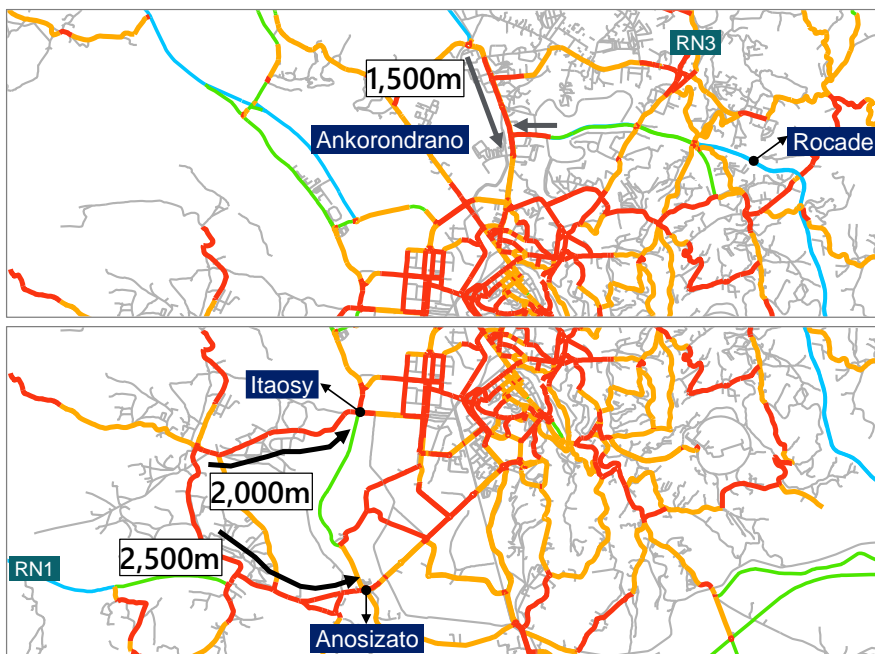 RN3
1,500m
Ankorondrano
Rocade
Itaosy
2,000m
2,500m
RN1
Anosizato